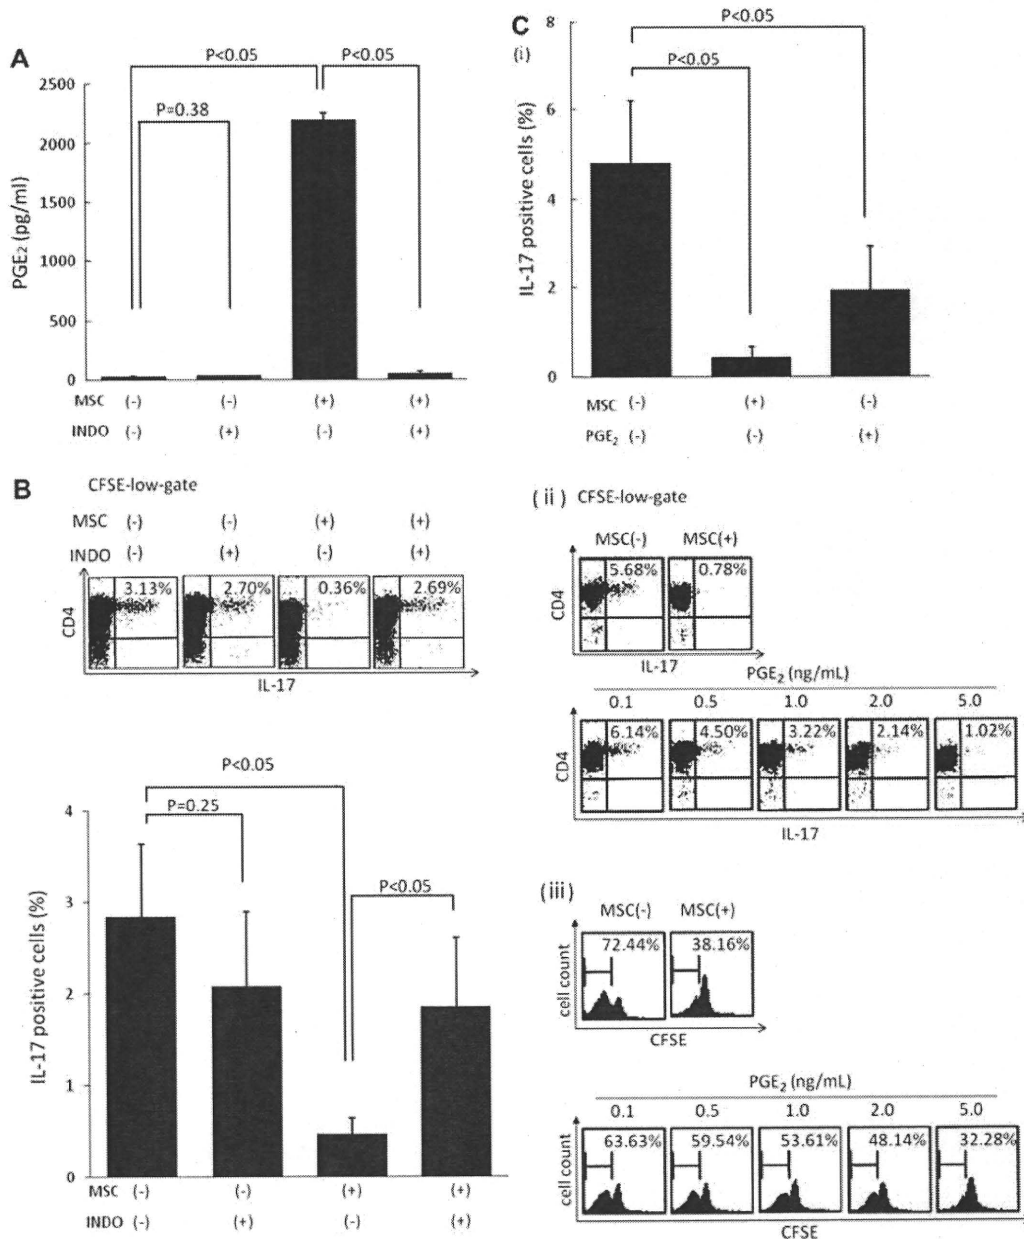 A
P<0.05 P<0.05
P=0.38
2500
2000
1500
1000
500
0
PGE2 (pg/ml)
MSC (-) (-) (+) (+)
INDO (-) (+) (-) (+)
B
CFSE-low-gate
MSC (-) (-) (+) (+)
INDO (-) (+) (-) (+)
3.13% 2.70% 0.36% 2.69%
CD4
IL-17
P<0.05
P=0.25
P<0.05
4
3
2
1
0
IL-17 positive cells (%)
MSC (-) (-) (+) (+)
INDO (-) (+) (-) (+)
C
(i)
P<0.05
P<0.05
8
6
4
2
0
IL-17 positive cells (%)
MSC (-) (+) (-)
PGE2 (-) (-) (+)
(ii) CFSE-low-gate
MSC(-) MSC(+)
5.68% 0.78%
CD4
IL-17
PGE2 (ng/mL)
0.1 0.5 1.0 2.0 5.0
6.14% 4.50% 3.22% 2.14% 1.02%
CD4
IL-17
(iii)
MSC(-) MSC(+)
72.44% 38.16%
cell count
CFSE
PGE2 (ng/mL)
0.1 0.5 1.0 2.0 5.0
63.63% 59.54% 53.61% 48.14% 32.28%
cell count
CFSE